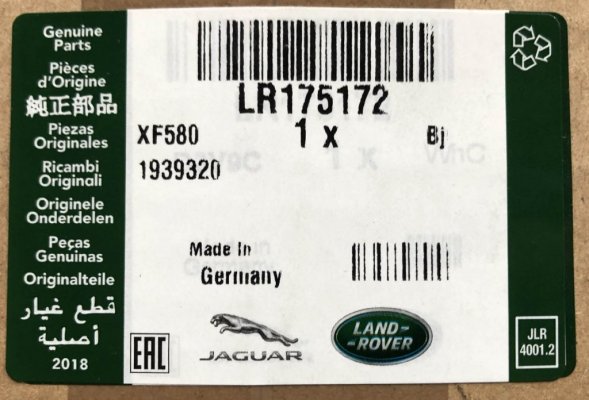 Genuine
Parts
Pièces
d'Origine
純正部品
Piezas
Originales
Ricambi
Originali
Originele
Onderdelen
Peças
Genuinas
Originalteile
قطع غيار
أصلية
2018
LR175172
XF580 1 x Bj
1939320
Made In
Germany
EAC
JAGUAR
LAND-
-ROVER
JLR
4001.2